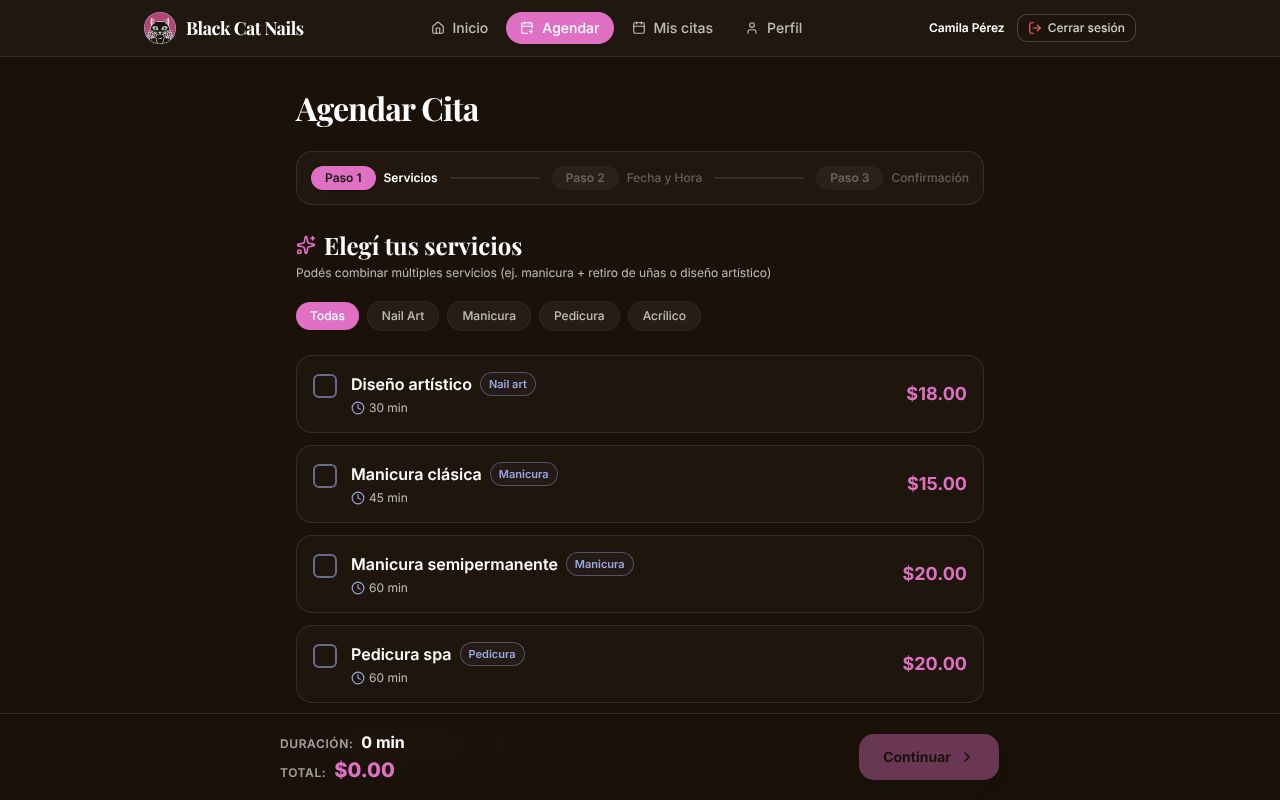 Black Cat Nails
Inicio
Agendar
Mis citas
Perfil
Camila Pérez
Cerrar sesión
Agendar Cita
Paso 1 Servicios
Paso 2 Fecha y Hora
Paso 3 Confirmación
Elegí tus servicios
Podés combinar múltiples servicios (ej. manicura + retiro de uñas o diseño artístico)
Todas
Nail Art
Manicura
Pedicura
Acrílico
Diseño artístico Nail art
30 min
$18.00
Manicura clásica Manicura
45 min
$15.00
Manicura semipermanente Manicura
60 min
$20.00
Pedicura spa Pedicura
60 min
$20.00
DURACIÓN: 0 min
TOTAL: $0.00
Continuar